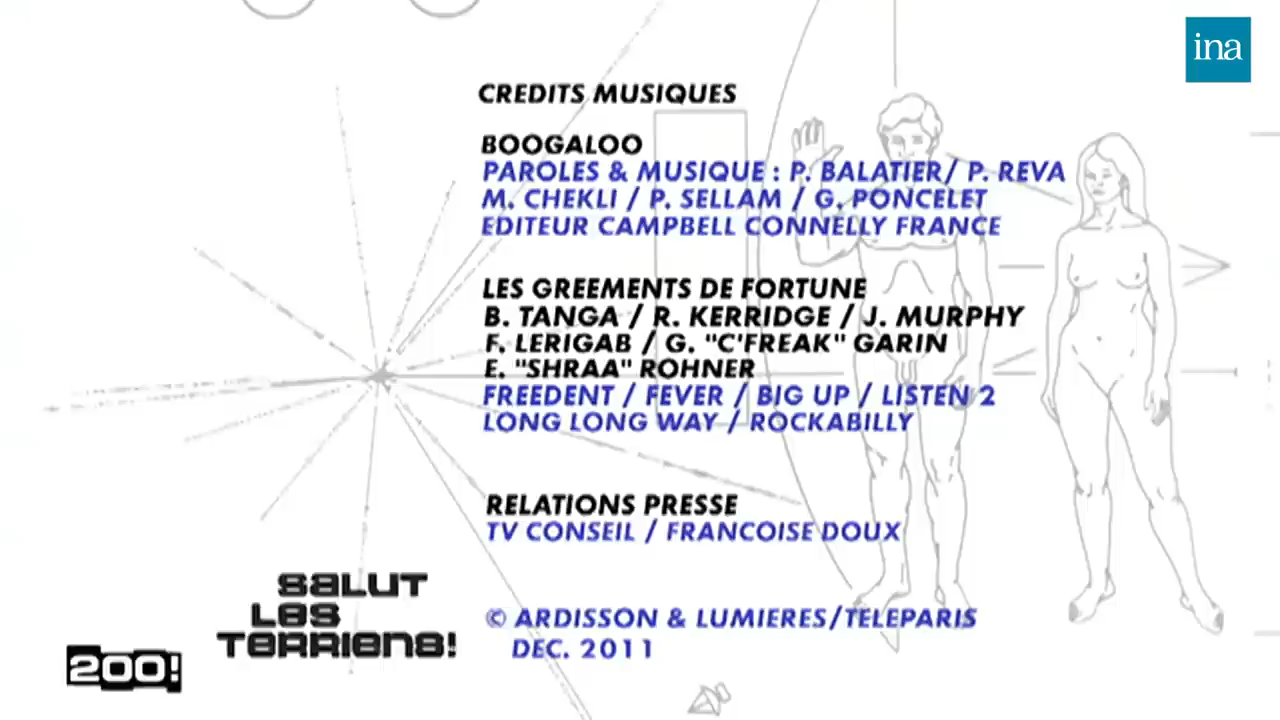 ina
CREDITS MUSIQUES
BOOGALOO
PAROLES & MUSIQUE : P. BALATIER/ P. REVA
M. CHEKLI / P. SELLAM / G. PONCELET
EDITEUR CAMPBELL CONNELLY FRANCE
LES GREEMENTS DE FORTUNE
B. TANGA / R. KERRIDGE / J. MURPHY
F. LERIGAB / G. "C'FREAK" GARIN
E. "SHRAA" ROHNER
FREEDENT / FEVER / BIG UP / LISTEN 2
LONG LONG WAY / ROCKABILLY
RELATIONS PRESSE
TV CONSEIL / FRANCOISE DOUX
© ARDISSON & LUMIERES/TELEPARIS
DEC. 2011
SALUT
LES
TERRIENS!
200!